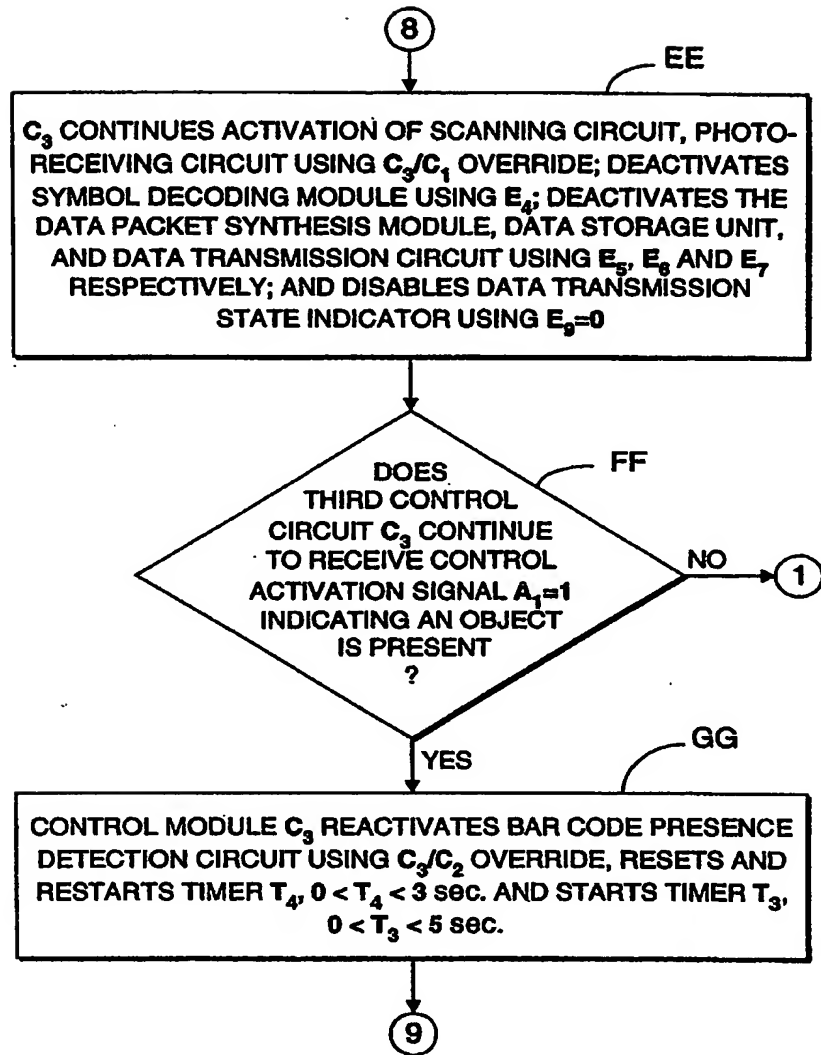 8
EE
C₃ CONTINUES ACTIVATION OF SCANNING CIRCUIT, PHOTO-
RECEIVING CIRCUIT USING C₃/C₁ OVERRIDE; DEACTIVATES
SYMBOL DECODING MODULE USING E₄; DEACTIVATES THE
DATA PACKET SYNTHESIS MODULE, DATA STORAGE UNIT,
AND DATA TRANSMISSION CIRCUIT USING E₅, E₆ AND E₇
RESPECTIVELY; AND DISABLES DATA TRANSMISSION
STATE INDICATOR USING E₉=0
FF
DOES
THIRD CONTROL
CIRCUIT C₃ CONTINUE
TO RECEIVE CONTROL
ACTIVATION SIGNAL A₁=1
INDICATING AN OBJECT
IS PRESENT
?
NO
1
YES
GG
CONTROL MODULE C₃ REACTIVATES BAR CODE PRESENCE
DETECTION CIRCUIT USING C₃/C₂ OVERRIDE, RESETS AND
RESTARTS TIMER T₄, 0 < T₄ < 3 sec. AND STARTS TIMER T₃,
0 < T₃ < 5 sec.
9